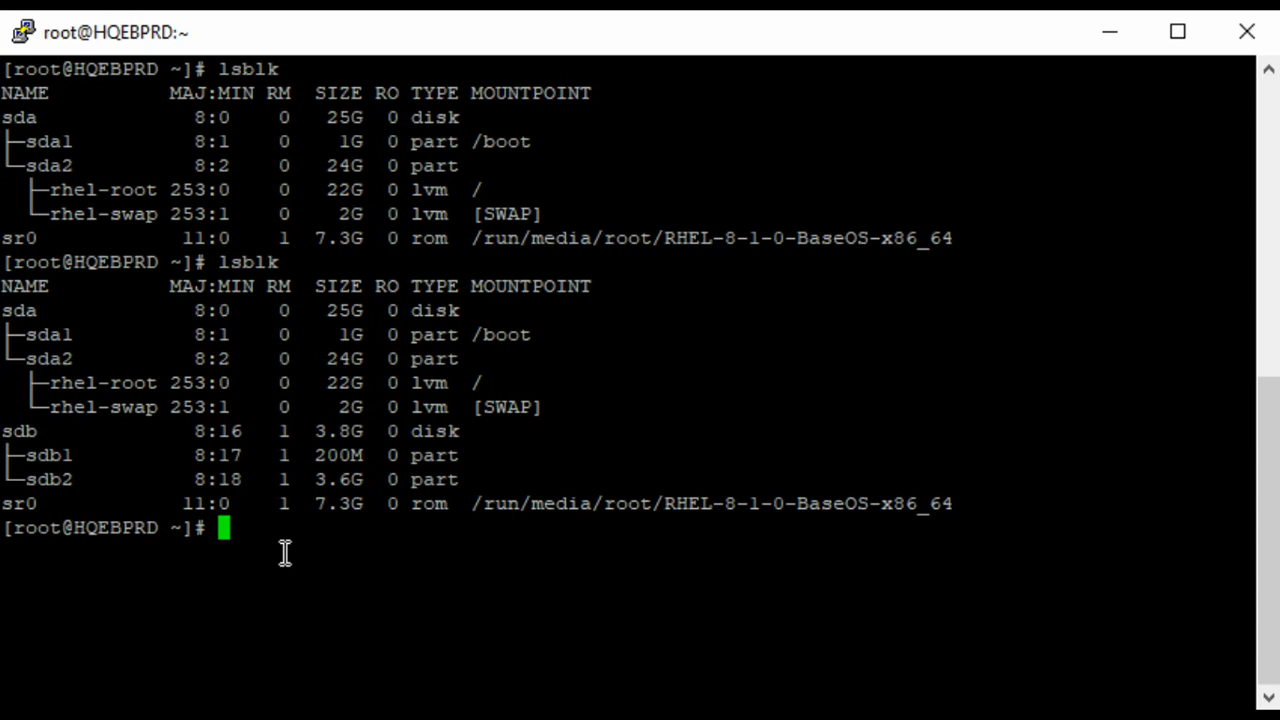 root@HQEBPRD:~
[root@HQEBPRD ~]# lsblk
NAME            MAJ:MIN RM   SIZE RO TYPE MOUNTPOINT
sda               8:0    0    25G  0 disk
├─sda1            8:1    0     1G  0 part /boot
└─sda2            8:2    0    24G  0 part
  ├─rhel-root 253:0    0    22G  0 lvm  /
  └─rhel-swap 253:1    0     2G  0 lvm  [SWAP]
sr0              11:0    1   7.3G  0 rom  /run/media/root/RHEL-8-1-0-BaseOS-x86_64
[root@HQEBPRD ~]# lsblk
NAME            MAJ:MIN RM   SIZE RO TYPE MOUNTPOINT
sda               8:0    0    25G  0 disk
├─sda1            8:1    0     1G  0 part /boot
└─sda2            8:2    0    24G  0 part
  ├─rhel-root 253:0    0    22G  0 lvm  /
  └─rhel-swap 253:1    0     2G  0 lvm  [SWAP]
sdb               8:16   1   3.8G  0 disk
├─sdb1            8:17   1   200M  0 part
└─sdb2            8:18   1   3.6G  0 part
sr0              11:0    1   7.3G  0 rom  /run/media/root/RHEL-8-1-0-BaseOS-x86_64
[root@HQEBPRD ~]#